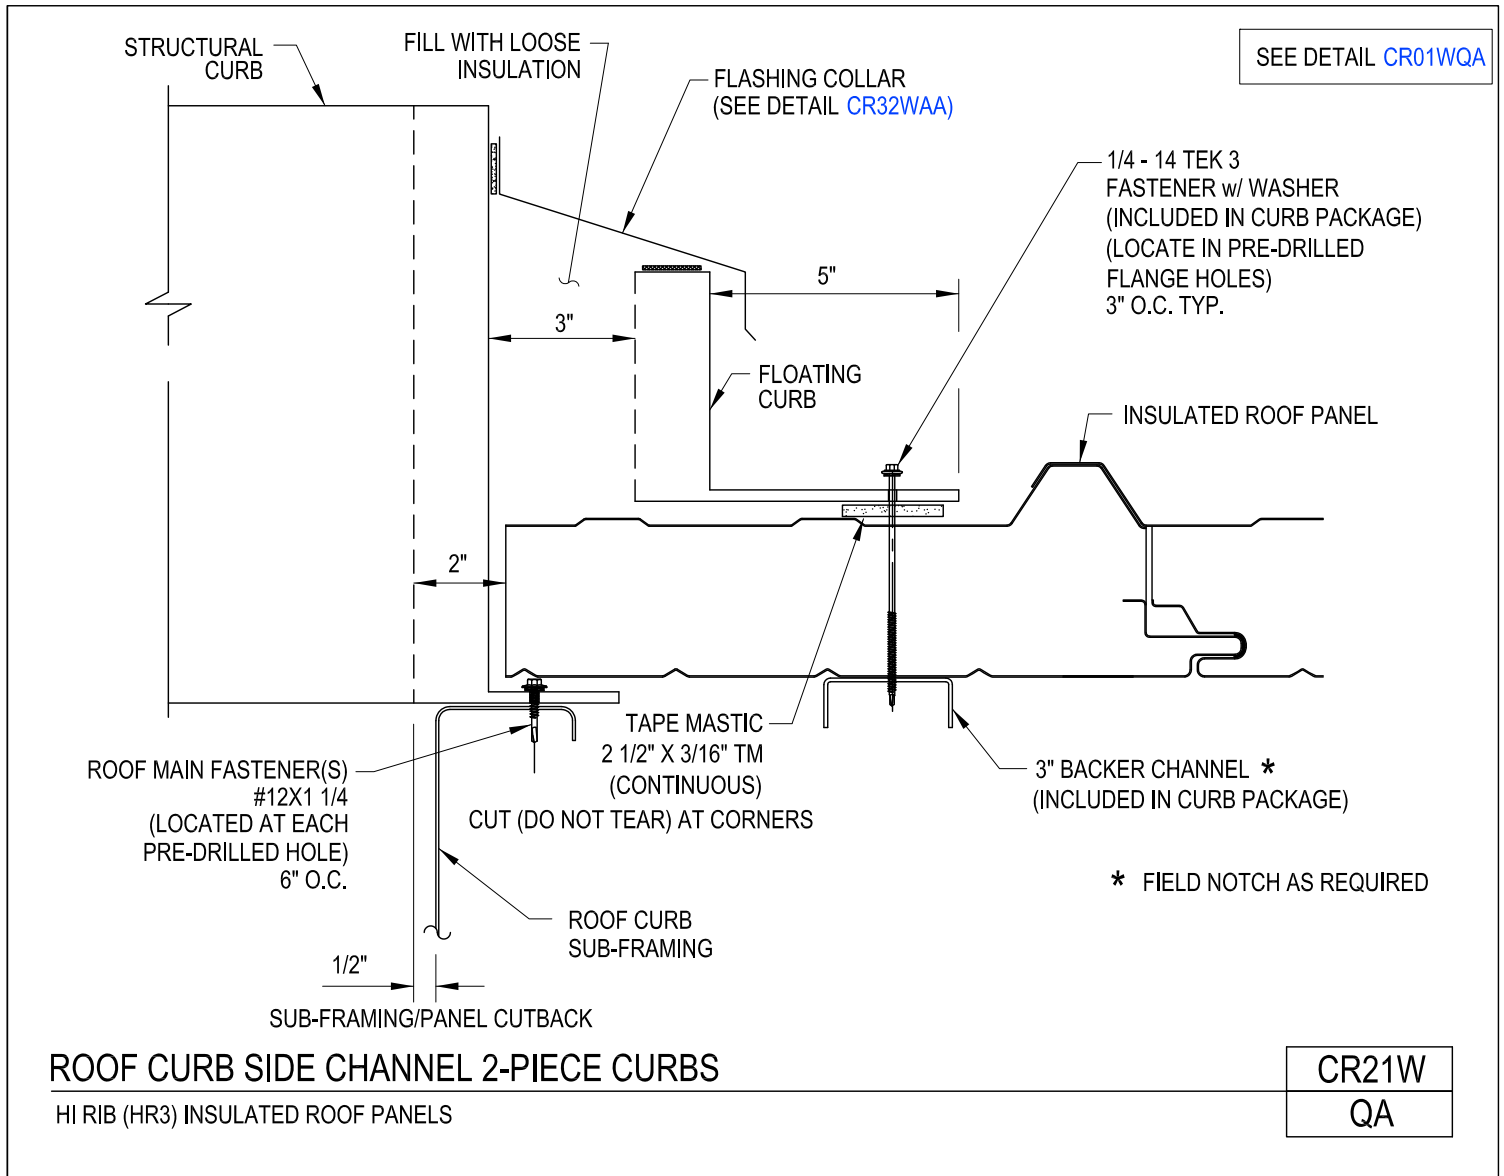 STRUCTURAL
CURB
FILL WITH LOOSE
INSULATION
FLASHING COLLAR
(SEE DETAIL CR32WAA)
SEE DETAIL CR01WQA
1/4 - 14 TEK 3
FASTENER w/ WASHER
(INCLUDED IN CURB PACKAGE)
(LOCATE IN PRE-DRILLED
FLANGE HOLES)
3" O.C. TYP.
5"
3"
FLOATING
CURB
INSULATED ROOF PANEL
2"
TAPE MASTIC
2 1/2" X 3/16" TM
(CONTINUOUS)
CUT (DO NOT TEAR) AT CORNERS
ROOF MAIN FASTENER(S)
#12X1 1/4
(LOCATED AT EACH
PRE-DRILLED HOLE)
6" O.C.
3" BACKER CHANNEL *
(INCLUDED IN CURB PACKAGE)
* FIELD NOTCH AS REQUIRED
ROOF CURB
SUB-FRAMING
1/2"
SUB-FRAMING/PANEL CUTBACK
ROOF CURB SIDE CHANNEL 2-PIECE CURBS
HI RIB (HR3) INSULATED ROOF PANELS
CR21W
QA